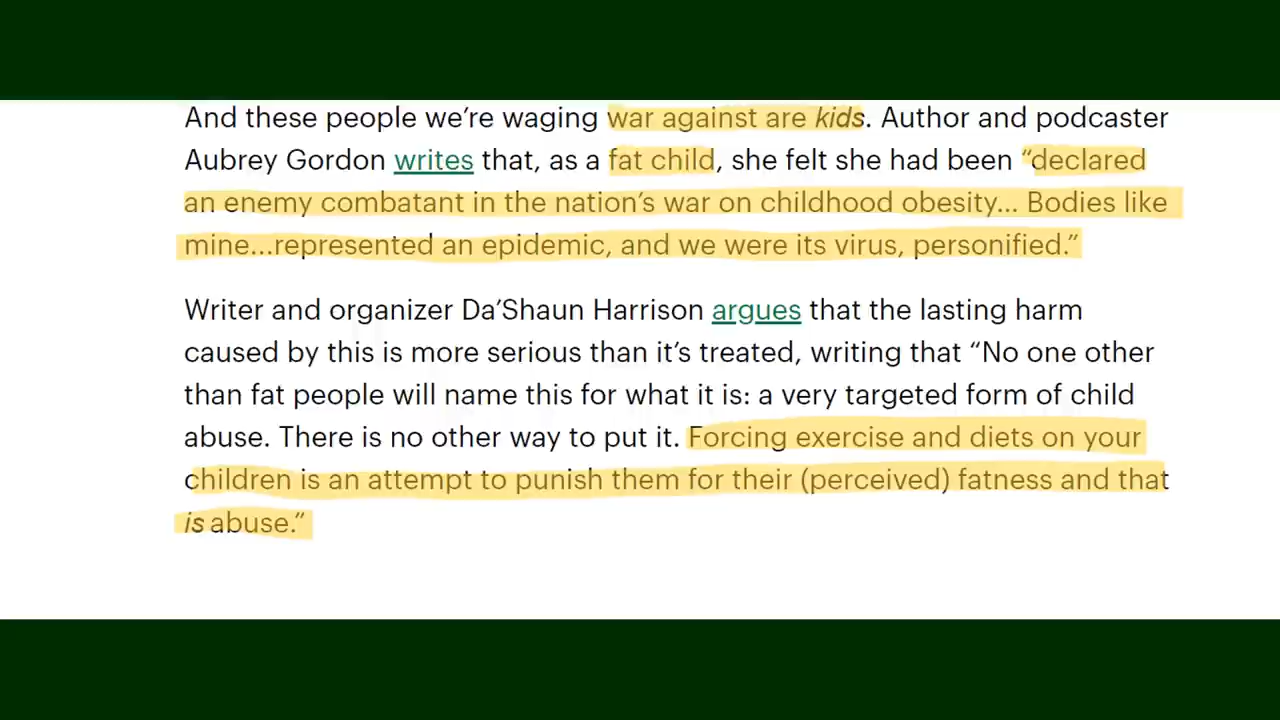 And these people we’re waging war against are kids. Author and podcaster
Aubrey Gordon writes that, as a fat child, she felt she had been “declared
an enemy combatant in the nation’s war on childhood obesity... Bodies like
mine...represented an epidemic, and we were its virus, personified.”
Writer and organizer Da’Shaun Harrison argues that the lasting harm
caused by this is more serious than it’s treated, writing that “No one other
than fat people will name this for what it is: a very targeted form of child
abuse. There is no other way to put it. Forcing exercise and diets on your
children is an attempt to punish them for their (perceived) fatness and that
is abuse.”